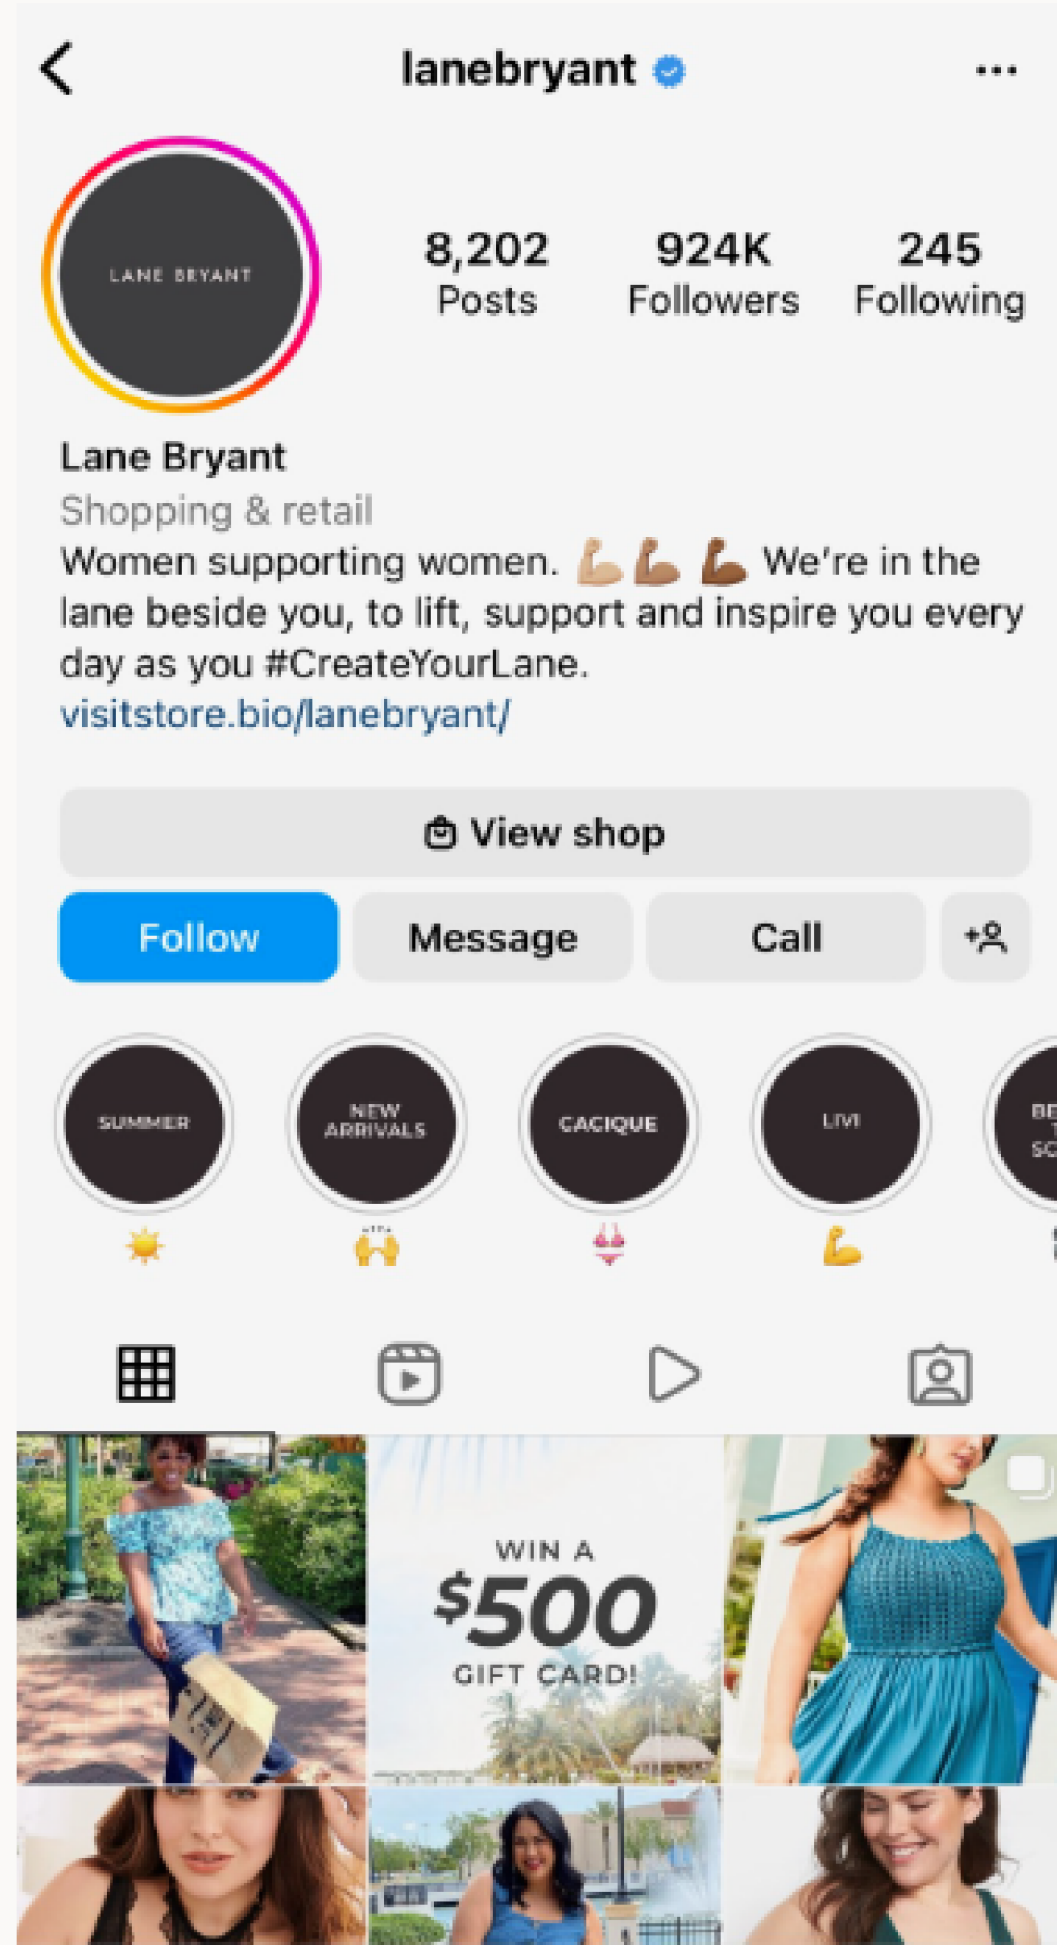 lanebryant
LANE BRYANT
8,202 924K 245
Posts Followers Following
Lane Bryant
Shopping & retail
Women supporting women. 💪🏼💪🏽 💪🏾 We're in the
lane beside you, to lift, support and inspire you every
day as you #CreateYourLane.
visitstore.bio/lanebryant/
View shop
Follow Message Call
SUMMER
NEW
ARRIVALS
CACIQUE
LIVI
WIN A
$500
GIFT CARD!